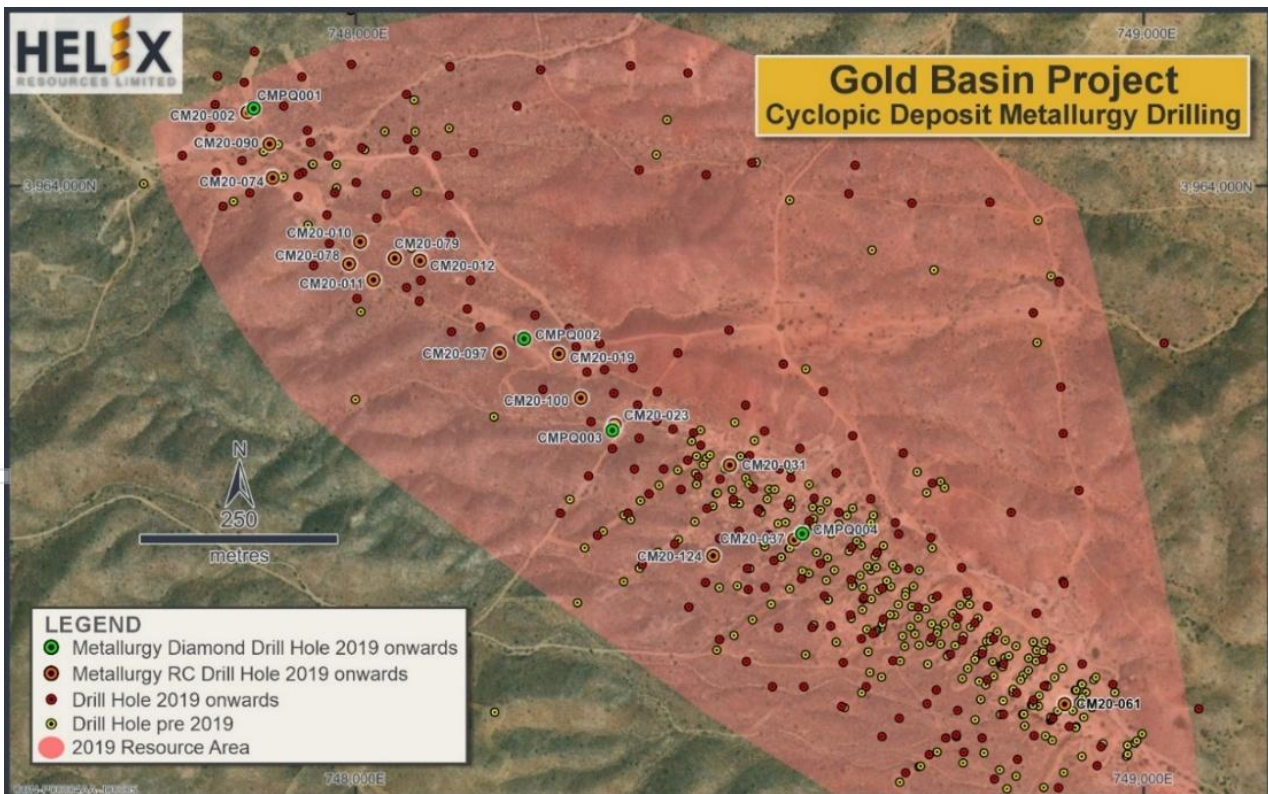 HELIX
RESOURCES LIMITED
748,000E
749,000E
Gold Basin Project
Cyclopic Deposit Metallurgy Drilling
CMPQ001
CM20-002
CM20-090
CM20-074
3,964,000N
3,964,000N
CM20-010
CM20-079
CM20-078
CM20-012
CM20-011
CMPQ002
CM20-097
CM20-019
CM20-100
CM20-023
CMPQ003
CM20-031
N
250
metres
CMPQ004
CM20-037
CM20-124
LEGEND
Metallurgy Diamond Drill Hole 2019 onwards
Metallurgy RC Drill Hole 2019 onwards
Drill Hole 2019 onwards
Drill Hole pre 2019
2019 Resource Area
CM20-061
748,000E
749,000E